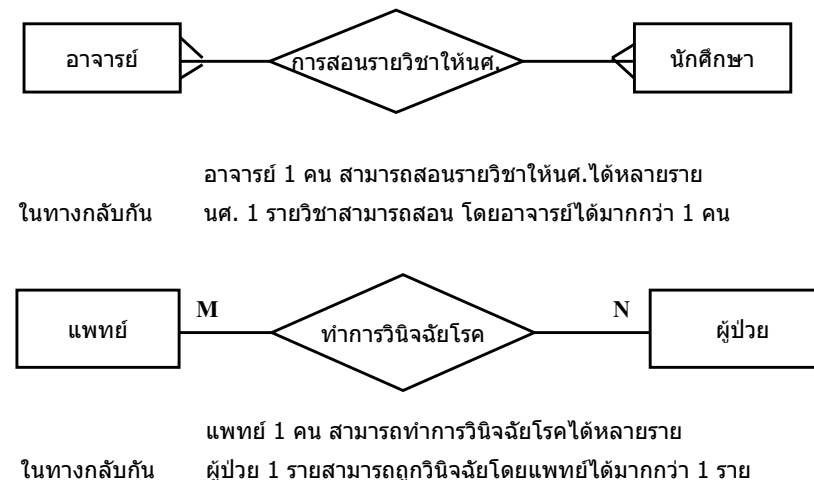 อาจารย์ การสอนรายวิชาให้นศ. นักศึกษา
อาจารย์ 1 คน สามารถสอนรายวิชาให้นศ.ได้หลายราย
ในทางกลับกัน นศ. 1 รายวิชาสามารถสอน โดยอาจารย์ได้มากกว่า 1 คน
แพทย์ M ทำการวินิจฉัยโรค N ผู้ป่วย
แพทย์ 1 คน สามารถทำการวินิจฉัยโรคได้หลายราย
ในทางกลับกัน ผู้ป่วย 1 รายสามารถถูกวินิจฉัยโดยแพทย์ได้มากกว่า 1 ราย